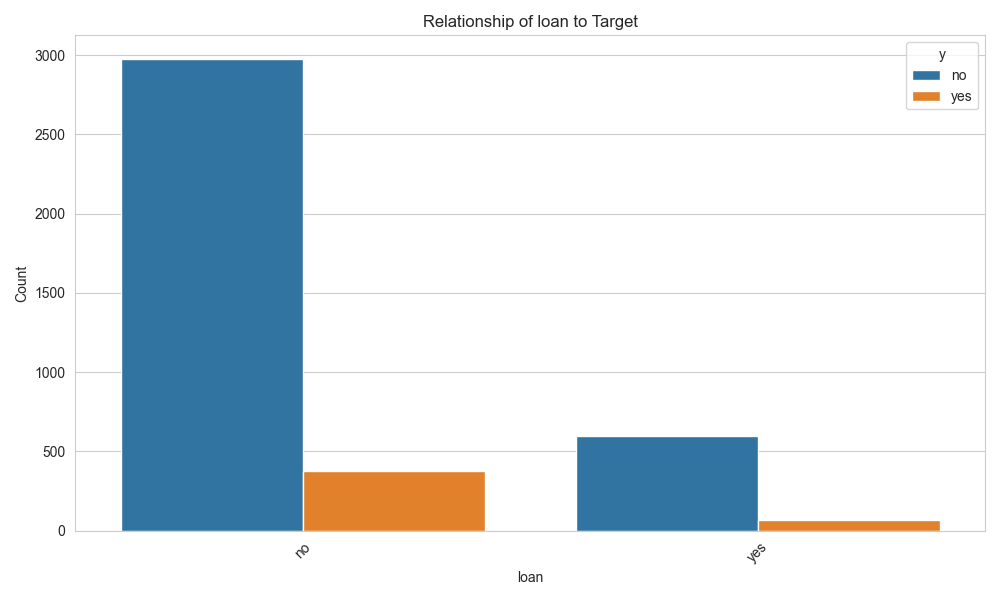 Relationship of loan to Target
y
no
yes
Count
3000
2500
2000
1500
1000
500
0
no
yes
loan